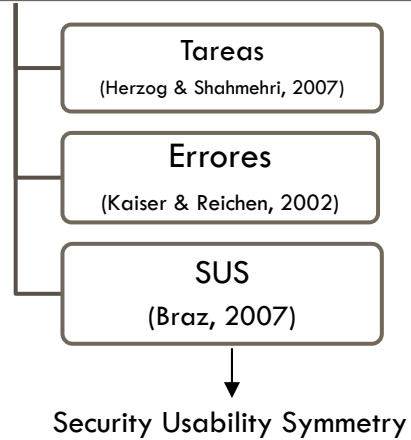 Tareas
(Herzog & Shahmehri, 2007)
Errores
(Kaiser & Reichen, 2002)
SUS
(Braz, 2007)
Security Usability Symmetry